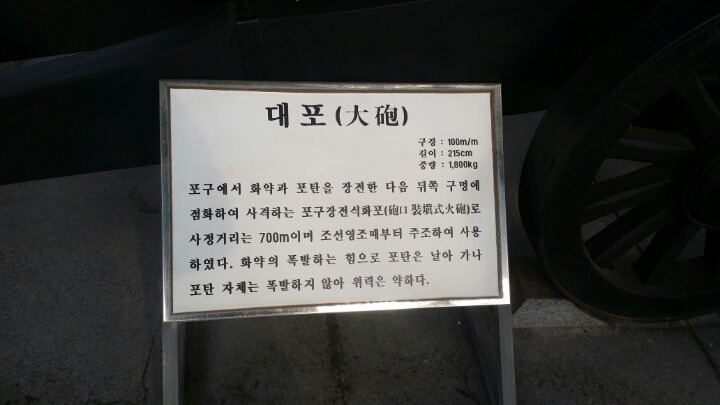 대포(大砲)
구경 : 100m/m
길이 : 215cm
중량 : 1,800kg
포구에서 화약과 포탄을 장전한 다음 뒤쪽 구멍에
점화하여 사격하는 포구장전식화포(砲口 裝塡式火砲)로
사정거리는 700m이며 조선영조때부터 주조하여 사용
하였다. 화약의 폭발하는 힘으로 포탄은 날아 가나
포탄 자체는 폭발하지 않아 위력은 약하다.